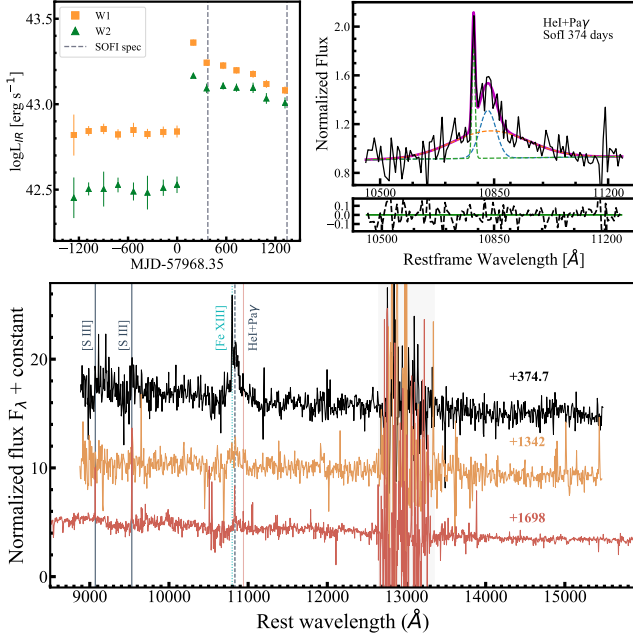 43.5
43.0
42.5
logL_IR [erg s⁻¹]
W1
W2
SOFI spec
−1200 −600 0 600 1200
MJD-57968.35
2.0
1.6
1.2
0.8
Normalized Flux
HeI+Paγ
SofI 374 days
10500 10850 11200
0.1
0.0
−0.1
10500 10850 11200
Restframe Wavelength [Å]
[S III]
[S III]
[Fe XIII]
HeI+Paγ
20
10
0
Normalized flux F_λ + constant
+374.7
+1342
+1698
9000 10000 11000 12000 13000 14000 15000
Rest wavelength (Å)